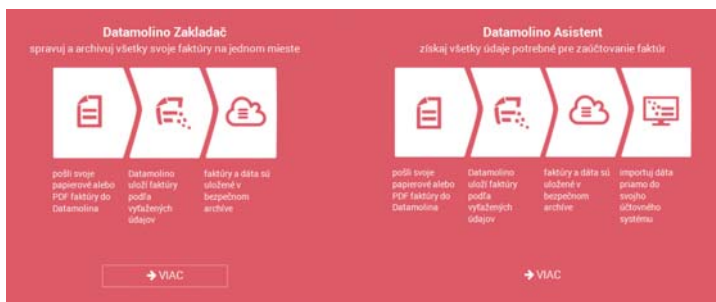 Datamolino Zakladač
spravuj a archivuj všetky svoje faktúry na jednom mieste
pošli svoje
papierové alebo
PDF faktúry do
Datamolina
Datamolino
uloží faktúry
podľa
vyťažených
údajov
faktúry a dáta sú
uložené v
bezpečnom
archíve
→ VIAC
Datamolino Asistent
získaj všetky údaje potrebné pre zaúčtovanie faktúr
pošli svoje
papierové alebo
PDF faktúry do
Datamolina
Datamolino
uloží faktúry
podľa
vyťažených
údajov
faktúry a dáta sú
uložené v
bezpečnom
archíve
importuj dáta
priamo do
svojho
účtovného
systému
→ VIAC